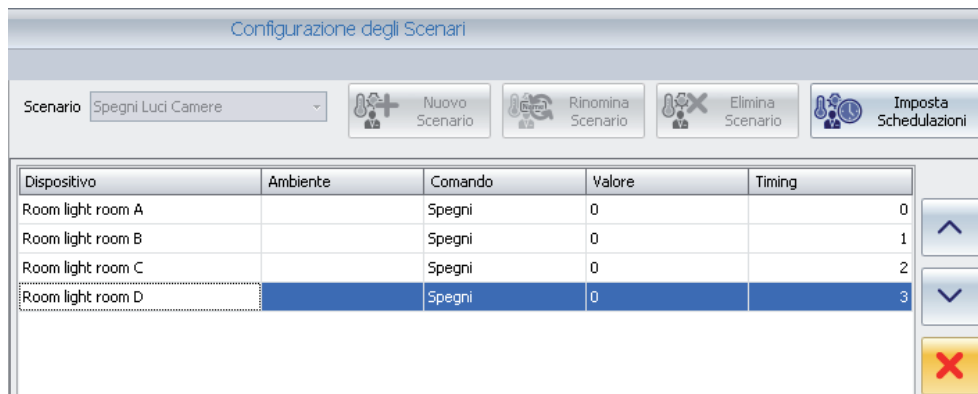 Configurazione degli Scenari
Scenario Spegni Luci Camere Nuovo Scenario Rinomina Scenario Elimina Scenario Imposta Schedulazioni
Dispositivo Ambiente Comando Valore Timing
Room light room A Spegni 0 0
Room light room B Spegni 0 1
Room light room C Spegni 0 2
Room light room D Spegni 0 3